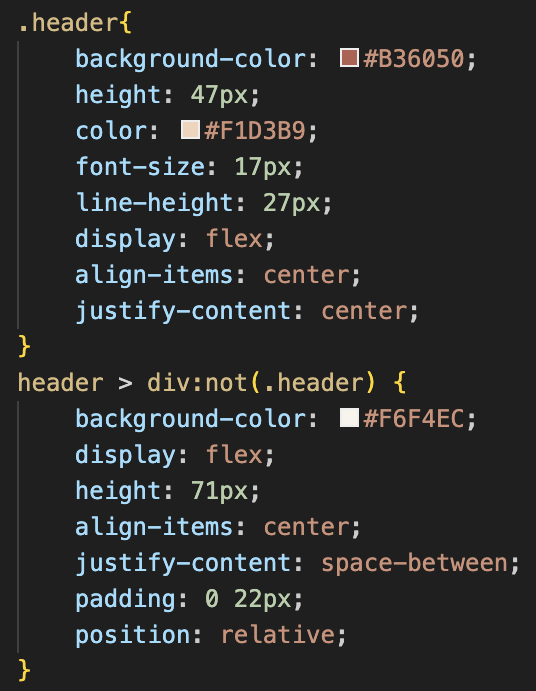 .header{
background-color: #B36050;
height: 47px;
color: #F1D3B9;
font-size: 17px;
line-height: 27px;
display: flex;
align-items: center;
justify-content: center;
}
header > div:not(.header) {
background-color: #F6F4EC;
display: flex;
height: 71px;
align-items: center;
justify-content: space-between;
padding: 0 22px;
position: relative;
}